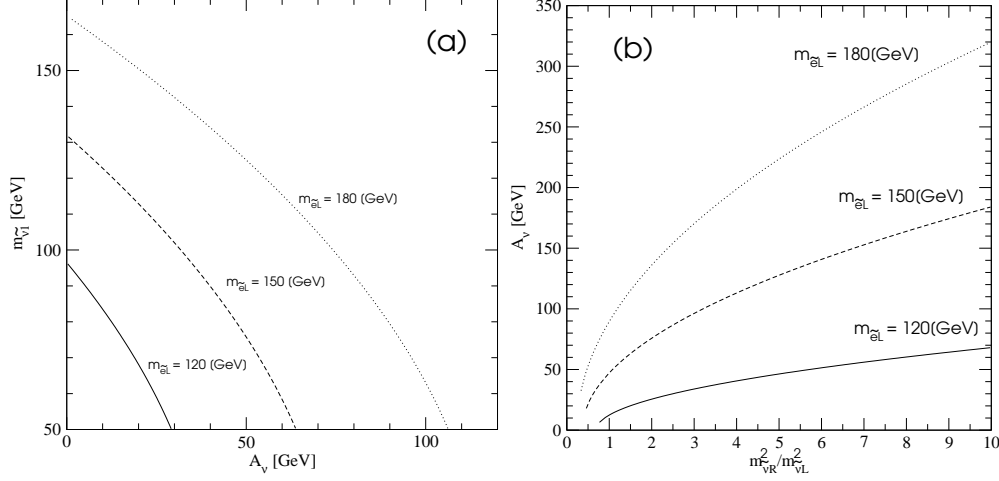 (a)
150
100
50
m_ν̃1 [GeV]
m_ẽL = 180 (GeV)
m_ẽL = 150 (GeV)
m_ẽL = 120 (GeV)
0
50
100
A_ν [GeV]
(b)
350
300
250
200
150
100
50
0
A_ν [GeV]
m_ẽL = 180(GeV)
m_ẽL = 150(GeV)
m_ẽL = 120(GeV)
0 1 2 3 4 5 6 7 8 9 10
m²_ν̃R/m²_ν̃L